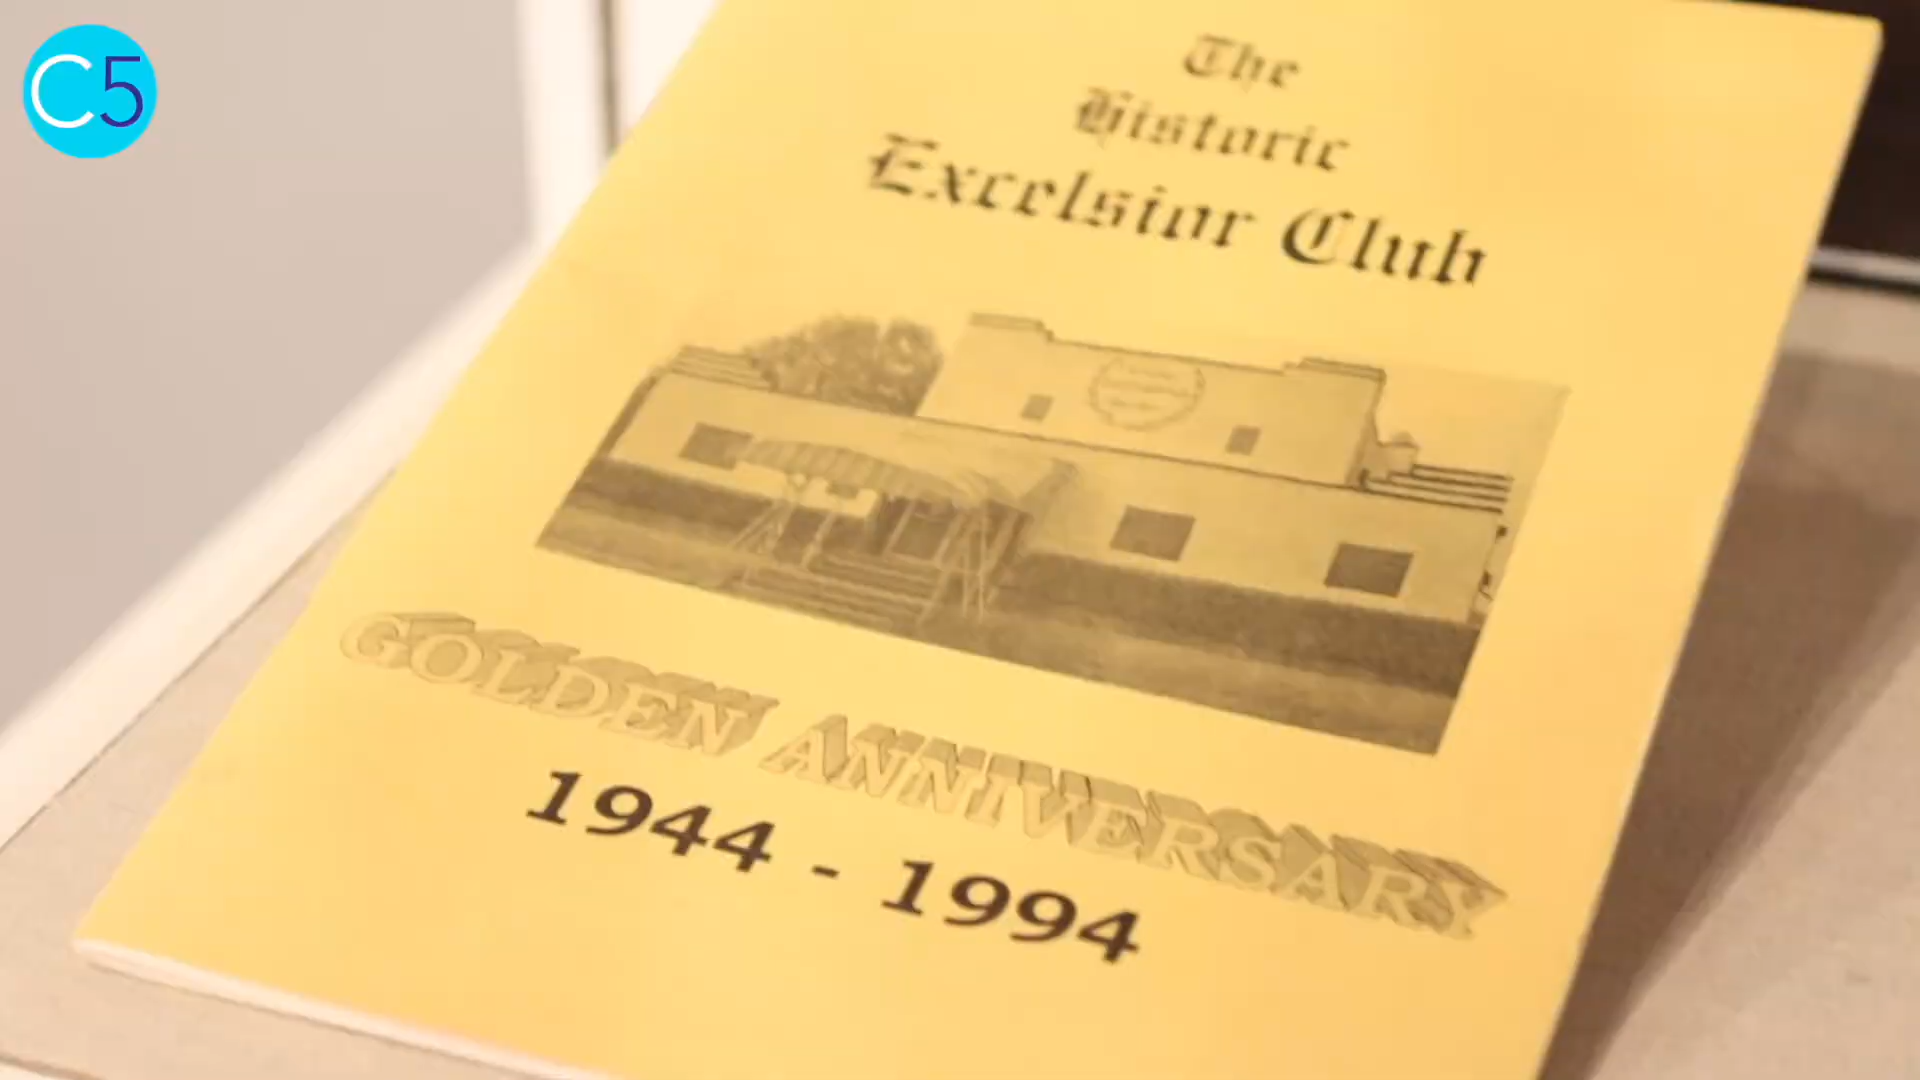 C5
The
Historic
Excelsior Club
GOLDEN ANNIVERSARY
1944 - 1994